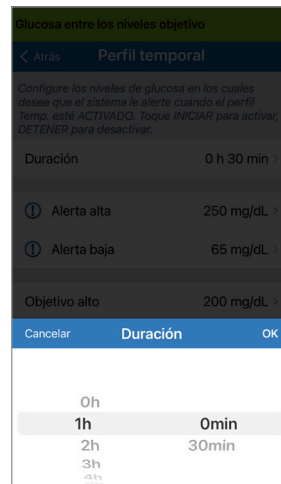 Glucosa entre los niveles objetivo
Atrás Perfil temporal
Configure los niveles de glucosa en los cuales
desee que el sistema le alerte cuando el perfil
Temp. esté ACTIVADO. Toque INICIAR para activar,
DETENER para desactivar.
Duración 0 h 30 min
Alerta alta 250 mg/dL
Alerta baja 65 mg/dL
Objetivo alto 200 mg/dL
Cancelar Duración OK
0h
1h 0min
2h 30min
3h
4h